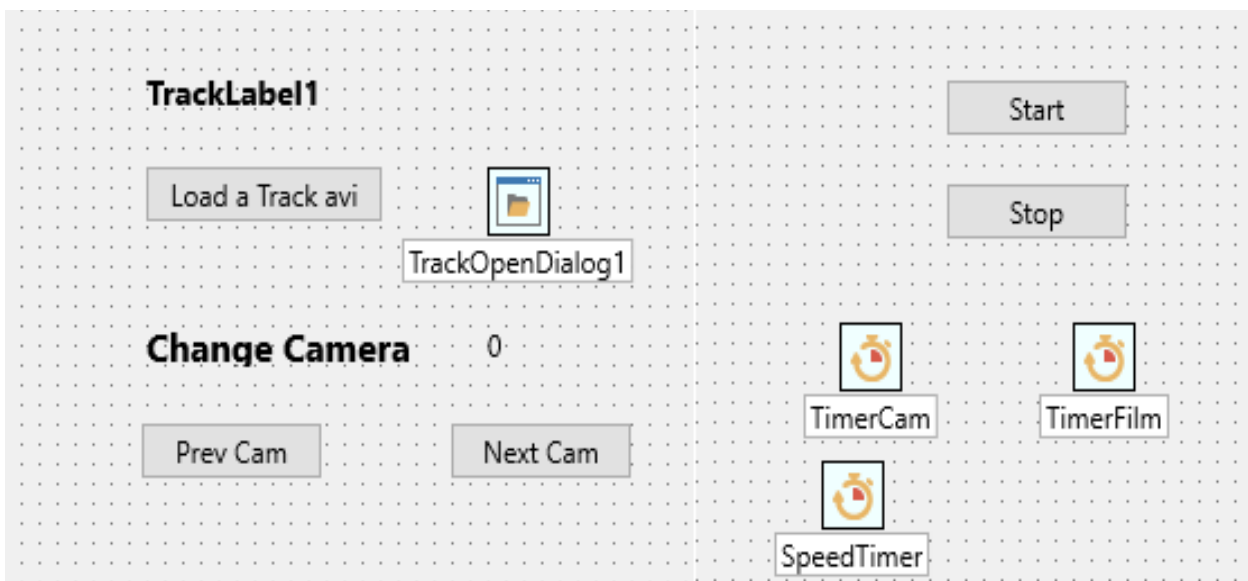 TrackLabel1
Load a Track avi
TrackOpenDialog1
Change Camera 0
Prev Cam Next Cam
Start
Stop
TimerCam TimerFilm
SpeedTimer